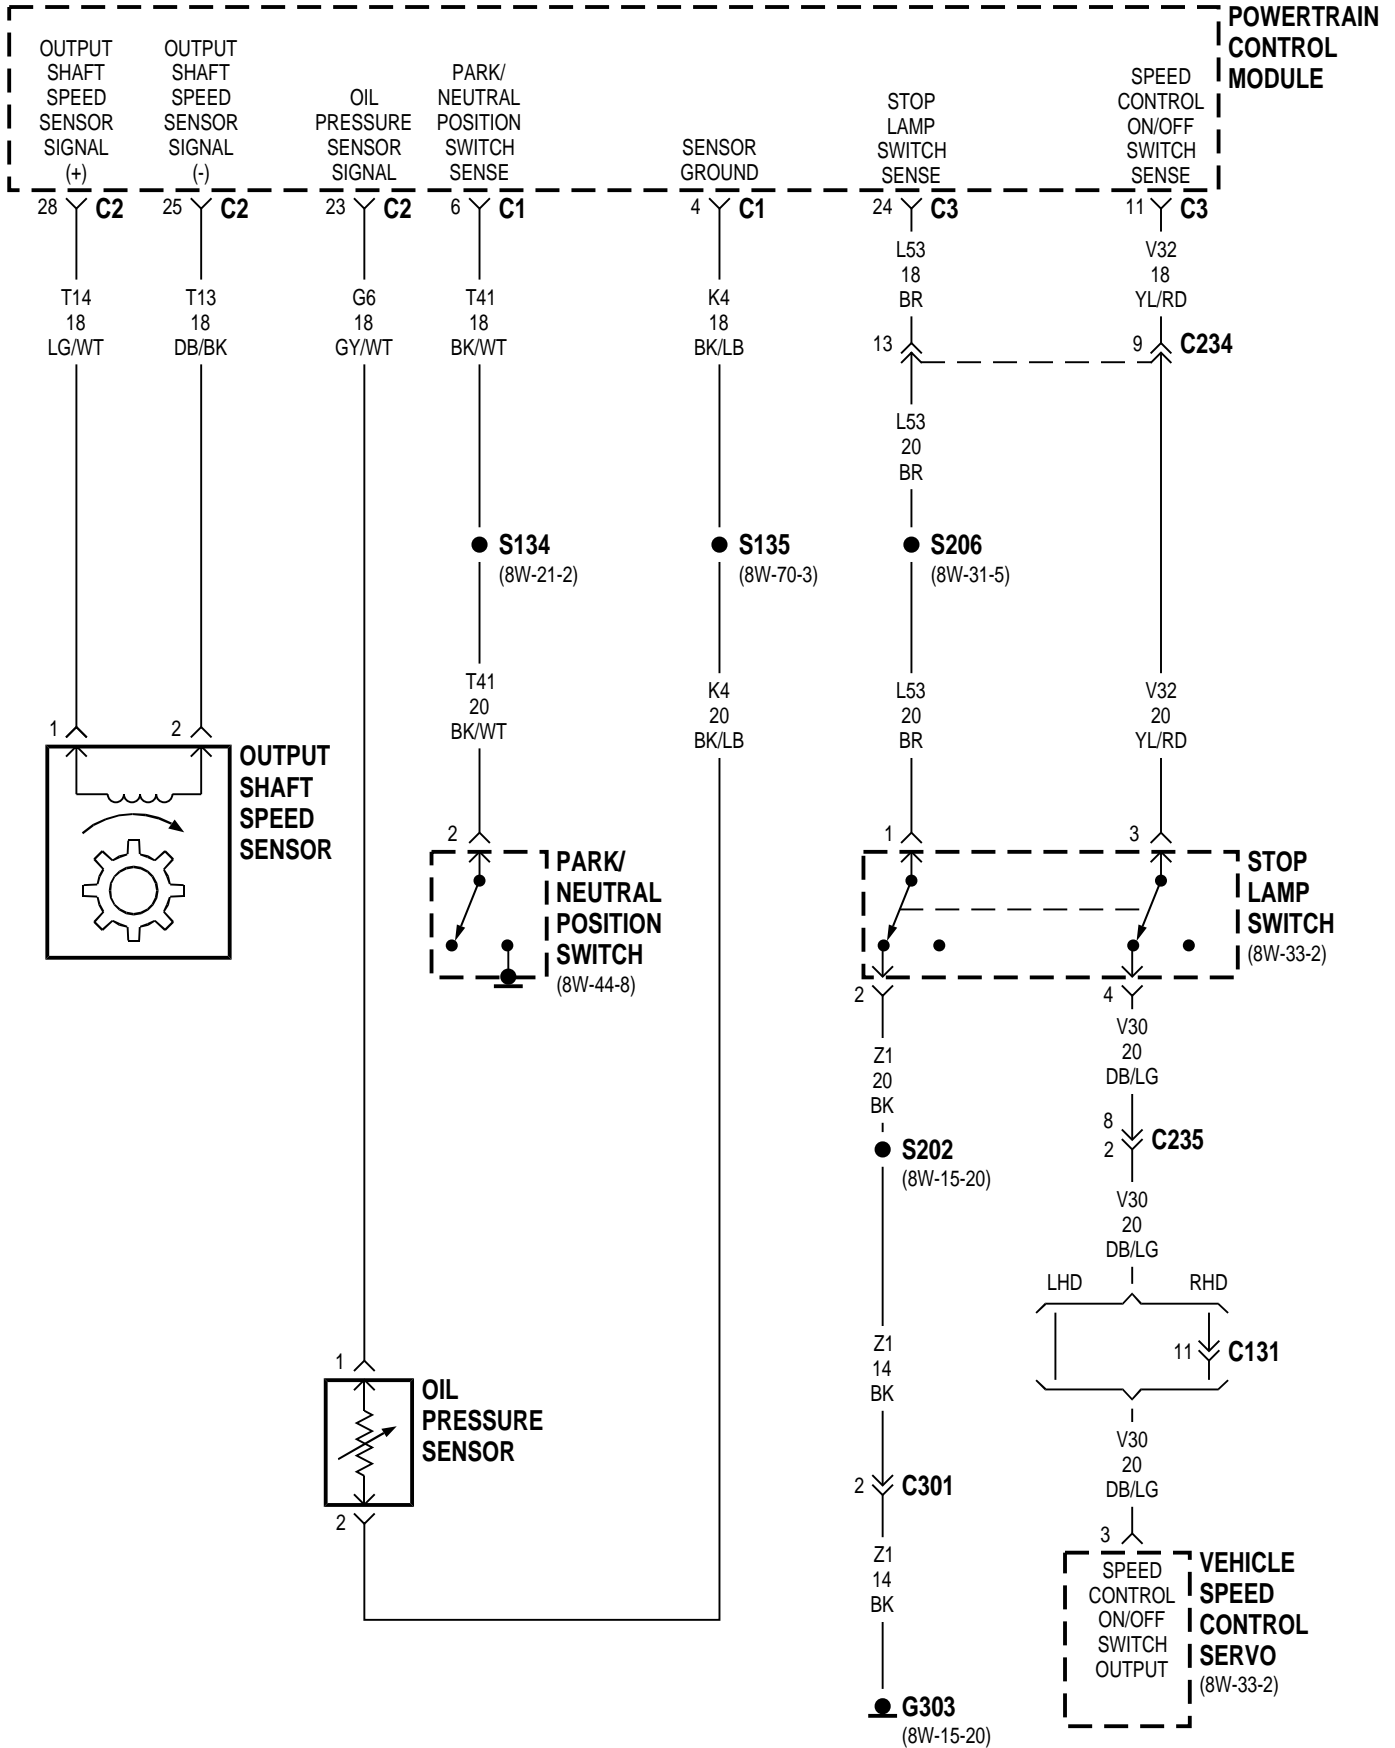 POWERTRAIN
CONTROL
MODULE
OUTPUT
SHAFT
SPEED
SENSOR
SIGNAL
(+)
OUTPUT
SHAFT
SPEED
SENSOR
SIGNAL
(-)
OIL
PRESSURE
SENSOR
SIGNAL
PARK/
NEUTRAL
POSITION
SWITCH
SENSE
SENSOR
GROUND
STOP
LAMP
SWITCH
SENSE
SPEED
CONTROL
ON/OFF
SWITCH
SENSE
28 C2
25 C2
23 C2
6 C1
4 C1
24 C3
11 C3
T14
18
LG/WT
T13
18
DB/BK
G6
18
GY/WT
T41
18
BK/WT
K4
18
BK/LB
L53
18
BR
V32
18
YL/RD
13
9 C234
L53
20
BR
S134
(8W-21-2)
S135
(8W-70-3)
S206
(8W-31-5)
T41
20
BK/WT
K4
20
BK/LB
L53
20
BR
V32
20
YL/RD
1
2
OUTPUT
SHAFT
SPEED
SENSOR
2
PARK/
NEUTRAL
POSITION
SWITCH
(8W-44-8)
1
3
STOP
LAMP
SWITCH
(8W-33-2)
2
4
Z1
20
BK
V30
20
DB/LG
S202
(8W-15-20)
8
2
C235
V30
20
DB/LG
LHD
RHD
11 C131
Z1
14
BK
1
OIL
PRESSURE
SENSOR
2
V30
20
DB/LG
2 C301
Z1
14
BK
3
SPEED
CONTROL
ON/OFF
SWITCH
OUTPUT
VEHICLE
SPEED
CONTROL
SERVO
(8W-33-2)
G303
(8W-15-20)